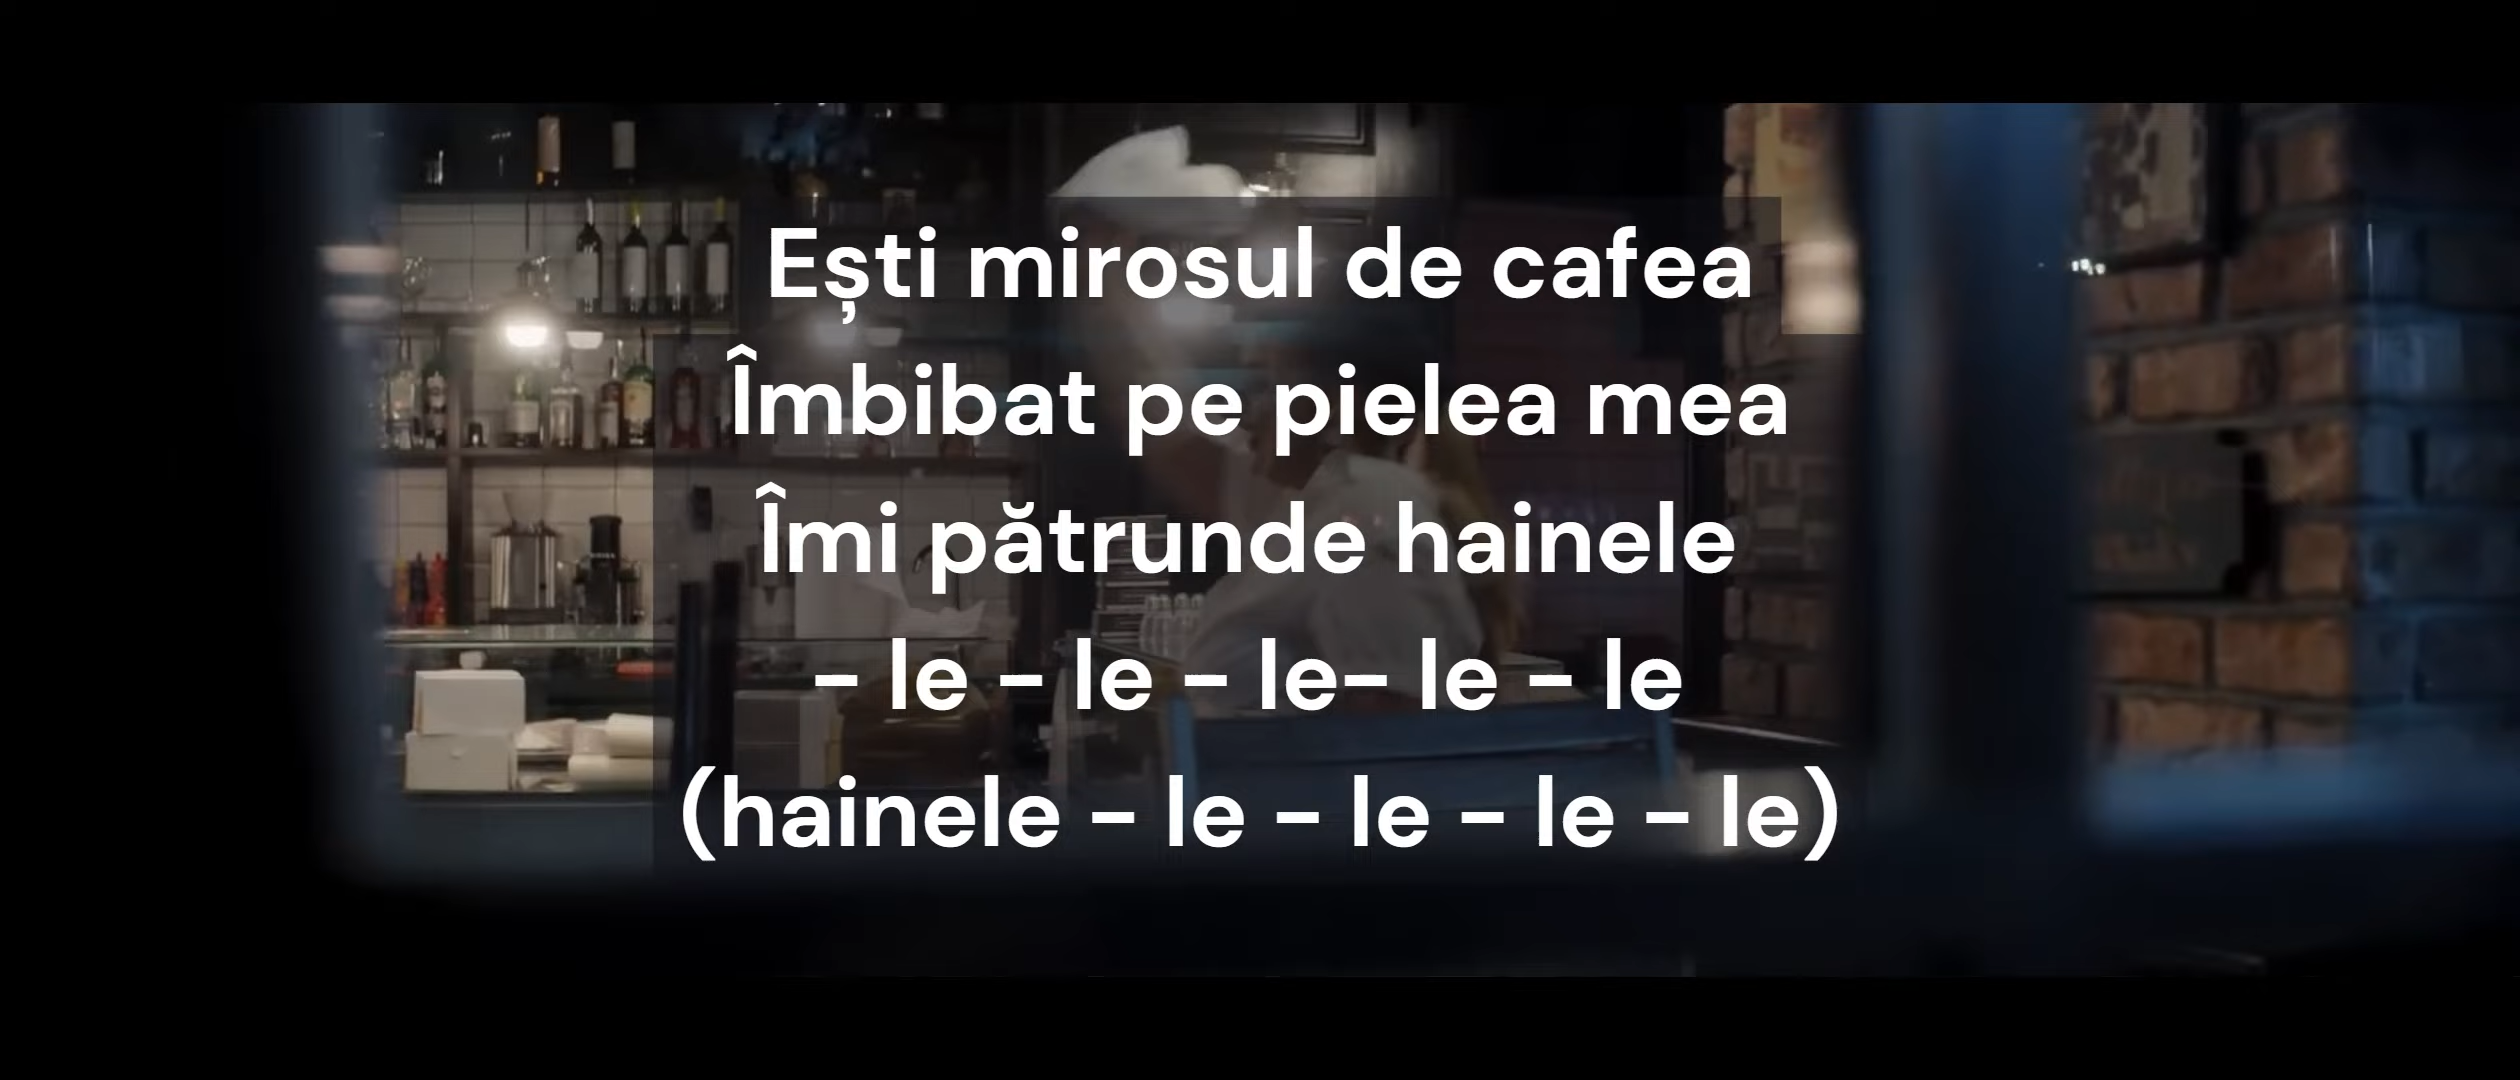 Ești mirosul de cafea
Îmbibat pe pielea mea
Îmi pătrunde hainele
- le - le - le- le - le
(hainele - le - le - le - le)